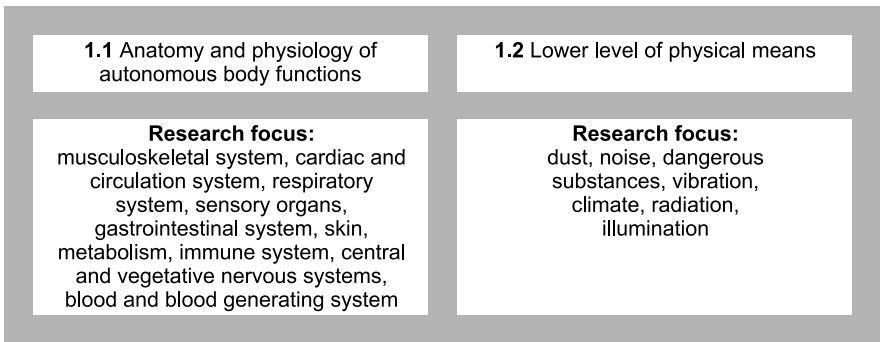 1.1 Anatomy and physiology of
autonomous body functions
1.2 Lower level of physical means
Research focus:
musculoskeletal system, cardiac and
circulation system, respiratory
system, sensory organs,
gastrointestinal system, skin,
metabolism, immune system, central
and vegetative nervous systems,
blood and blood generating system
Research focus:
dust, noise, dangerous
substances, vibration,
climate, radiation,
illumination